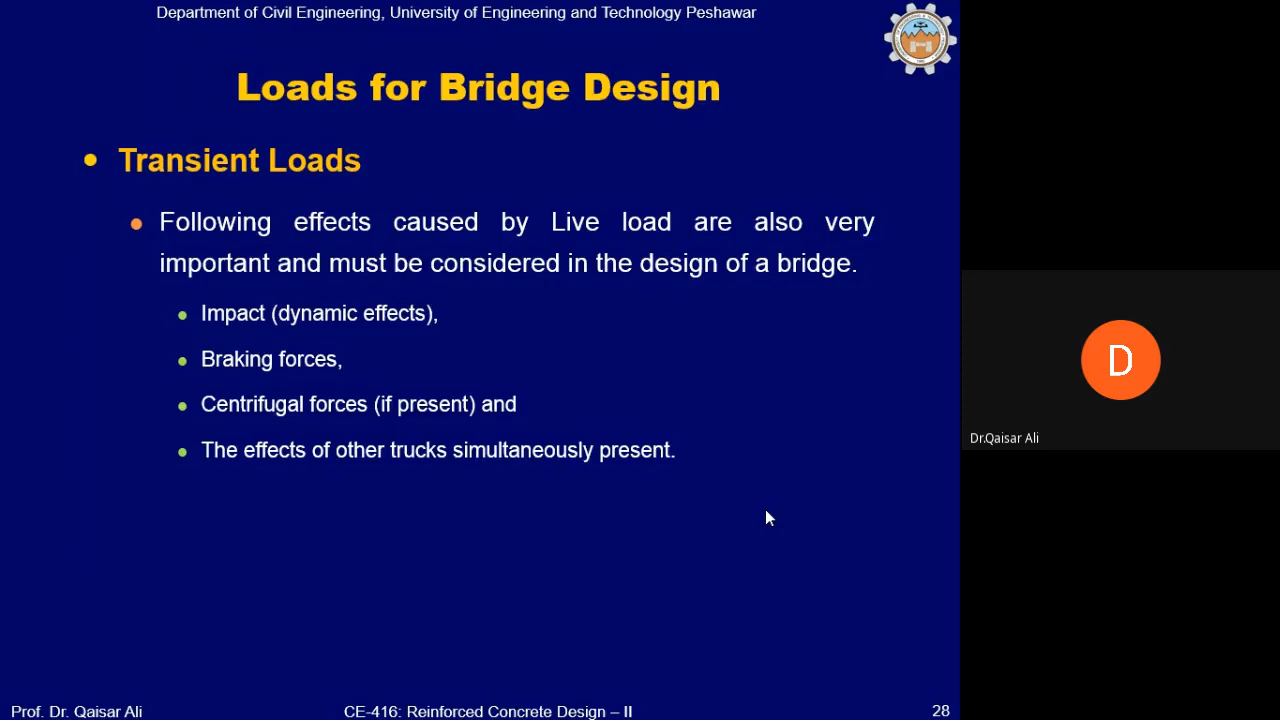 Department of Civil Engineering, University of Engineering and Technology Peshawar
Loads for Bridge Design
• Transient Loads
• Following effects caused by Live load are also very
important and must be considered in the design of a bridge.
• Impact (dynamic effects),
• Braking forces,
• Centrifugal forces (if present) and
• The effects of other trucks simultaneously present.
D
Dr.Qaisar Ali
Prof. Dr. Qaisar Ali
CE-416: Reinforced Concrete Design – II
28